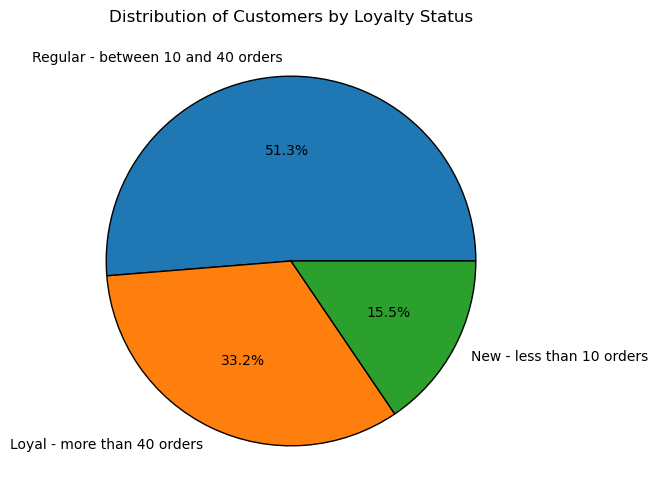 Distribution of Customers by Loyalty Status
Regular - between 10 and 40 orders
51.3%
15.5%
33.2%
New - less than 10 orders
Loyal - more than 40 orders